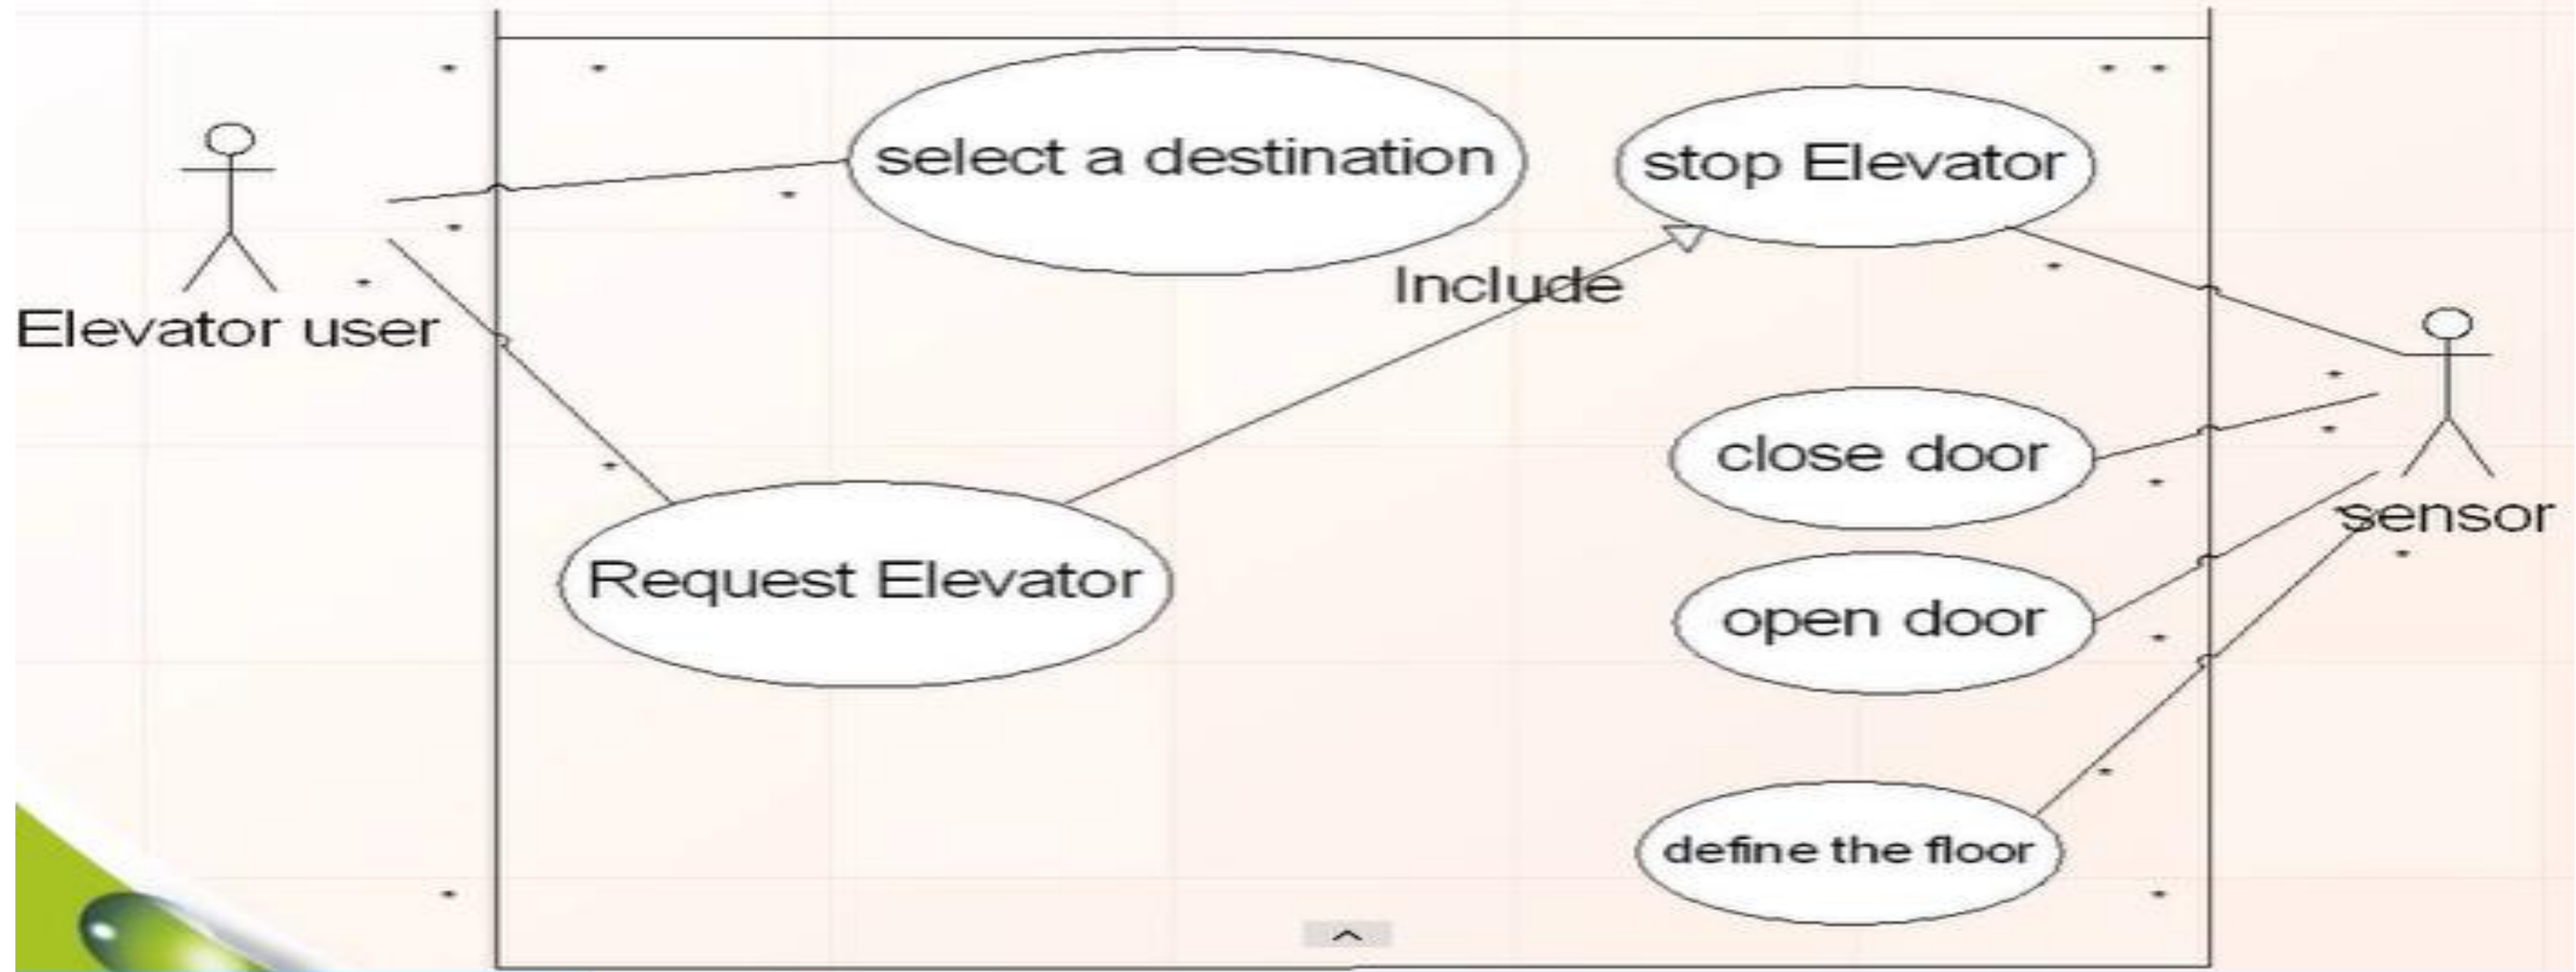 select a destination
stop Elevator
Include
Elevator user
close door
sensor
Request Elevator
open door
define the floor